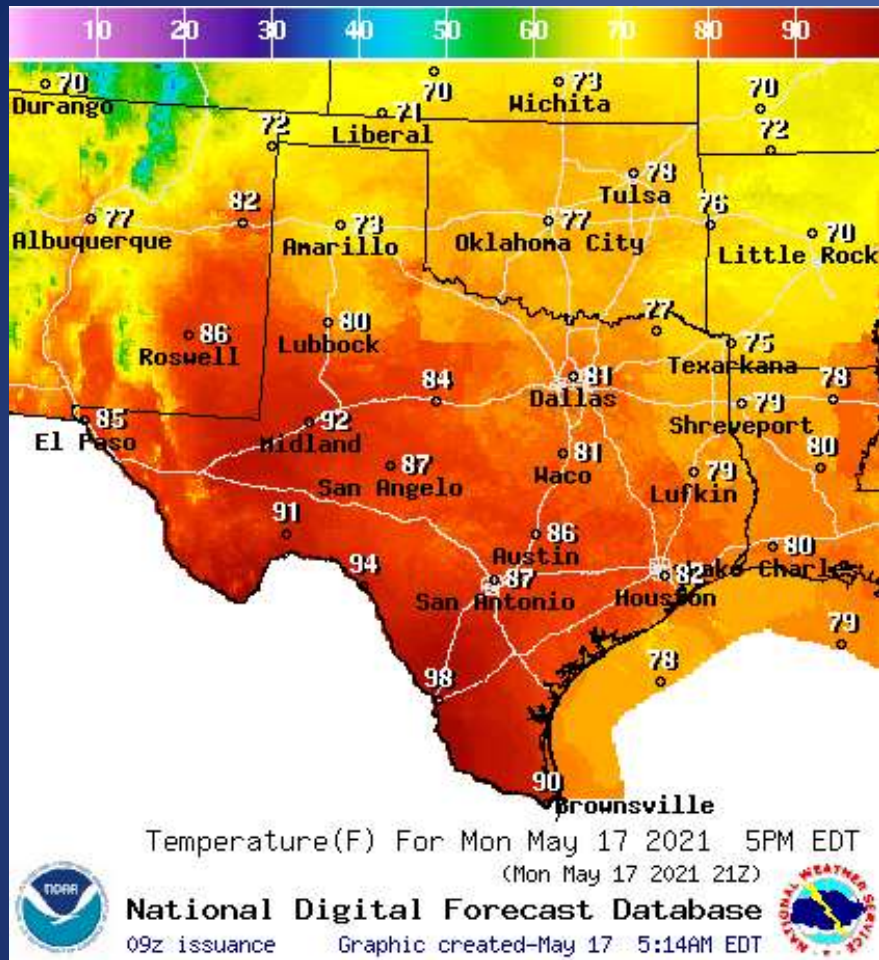 10 20 30 40 50 60 70 80 90
70
Durango
70
73
Wichita
70
71
Liberal
72
72
78
Tulsa
82
76
77
Albuquerque
73
Amarillo
77
Oklahoma City
70
Little Rock
86
Roswell
80
Lubbock
77
75
Texarkana
84
81
Dallas
79
Shreveport
78
85
El Paso
92
Midland
87
San Angelo
81
Waco
79
Lufkin
80
91
86
Austin
80
Lake Charles
94
87
San Antonio
82
Houston
79
98
78
90
Brownsville
Temperature(F) For Mon May 17 2021 5PM EDT
(Mon May 17 2021 21Z)
NOAA
National Digital Forecast Database
09z issuance Graphic created-May 17 5:14AM EDT
NATIONAL WEATHER SERVICE